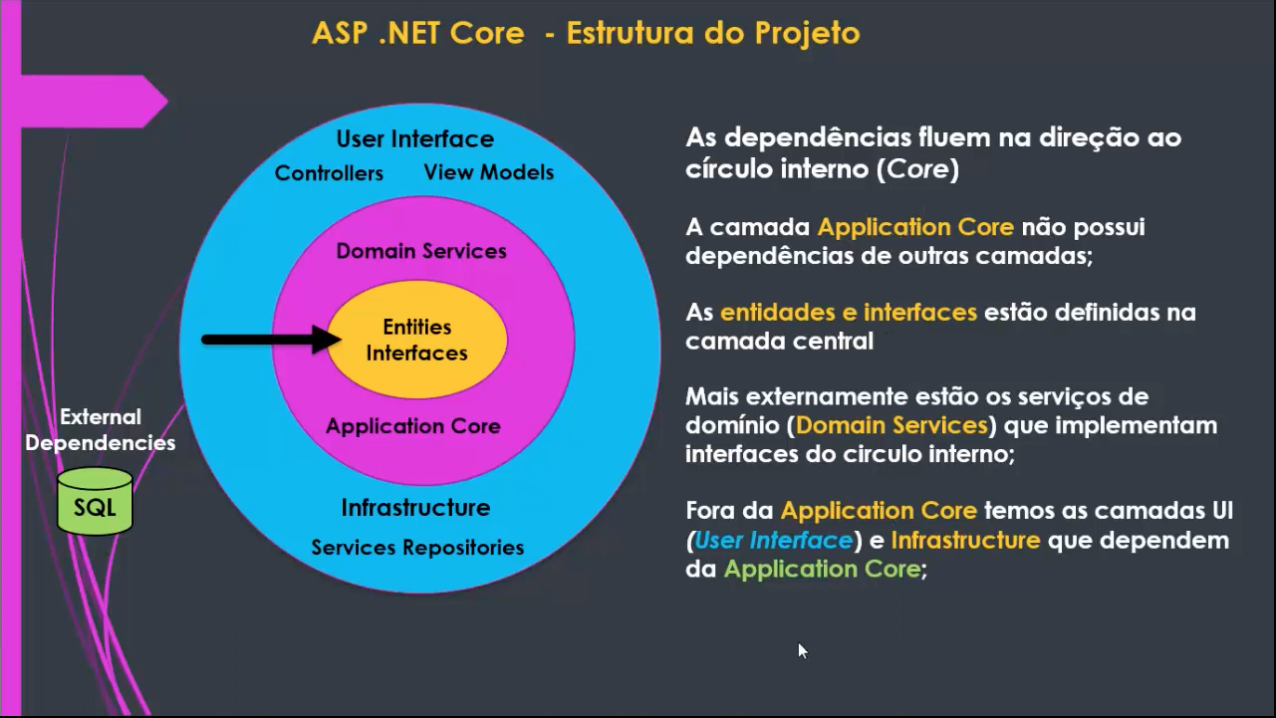 ASP .NET Core - Estrutura do Projeto
User Interface
Controllers View Models
Domain Services
Entities
Interfaces
Application Core
Infrastructure
Services Repositories
External
Dependencies
SQL
As dependências fluem na direção ao
círculo interno (Core)
A camada Application Core não possui
dependências de outras camadas;
As entidades e interfaces estão definidas na
camada central
Mais externamente estão os serviços de
domínio (Domain Services) que implementam
interfaces do circulo interno;
Fora da Application Core temos as camadas UI
(User Interface) e Infrastructure que dependem
da Application Core;